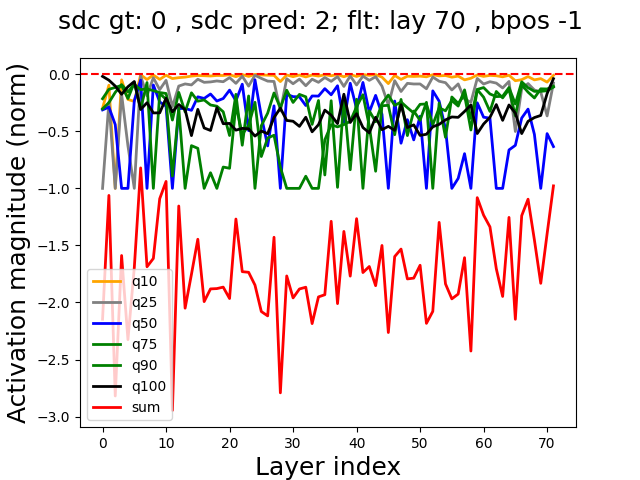 sdc gt: 0 , sdc pred: 2; flt: lay 70 , bpos -1
Activation magnitude (norm)
0.0
−0.5
−1.0
−1.5
−2.0
−2.5
−3.0
q10
q25
q50
q75
q90
q100
sum
0 10 20 30 40 50 60 70
Layer index